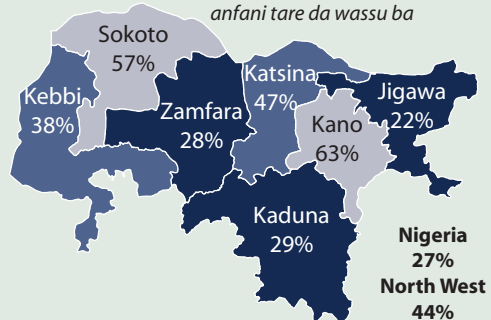 anfani tare da wassu ba
Sokoto
57%
Kebbi
38%
Zamfara
28%
Katsina
47%
Jigawa
22%
Kano
63%
Kaduna
29%
Nigeria
27%
North West
44%